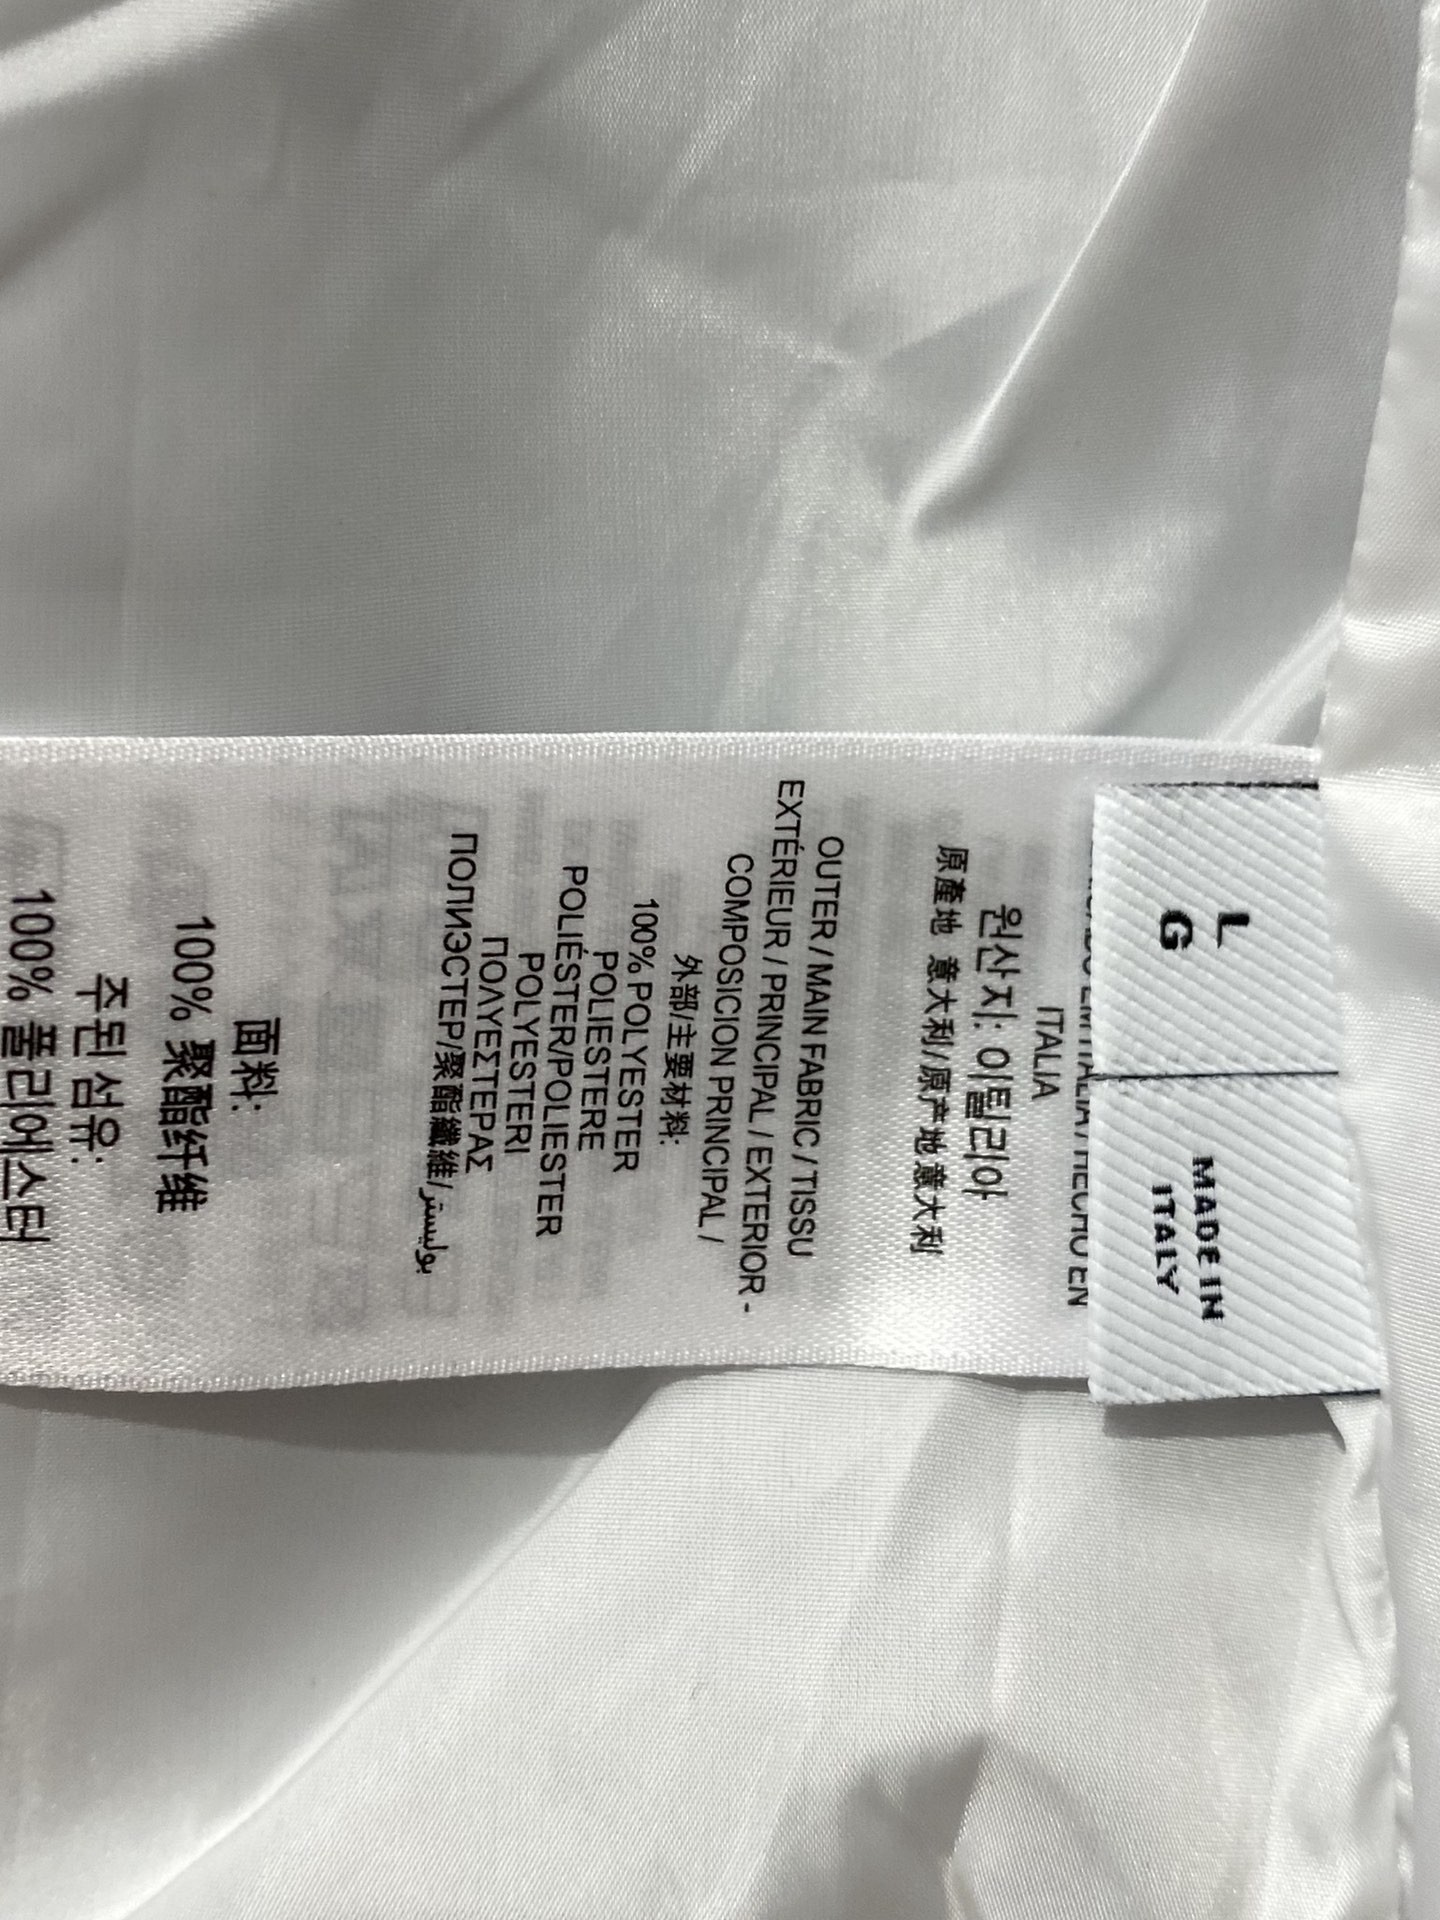 L
G
MADE IN
ITALY
ITALIA
원산지: 이탈리아
原產地 意大利/原产地意大利
OUTER / MAIN FABRIC / TISSU
EXTÉRIEUR / PRINCIPAL / EXTERIOR -
COMPOSICION PRINCIPAL /
外部/主要材料:
100% POLYESTER
POLIESTERE
POLIÉSTER/POLIESTER
POLYESTERI
ΠΟΛΥΕΣΤΕΡΑΣ
ПОЛИЭСТЕР/聚酯纖維/بوليستر
面料:
100% 聚酯纤维
주된 섬유:
100% 폴리에스터